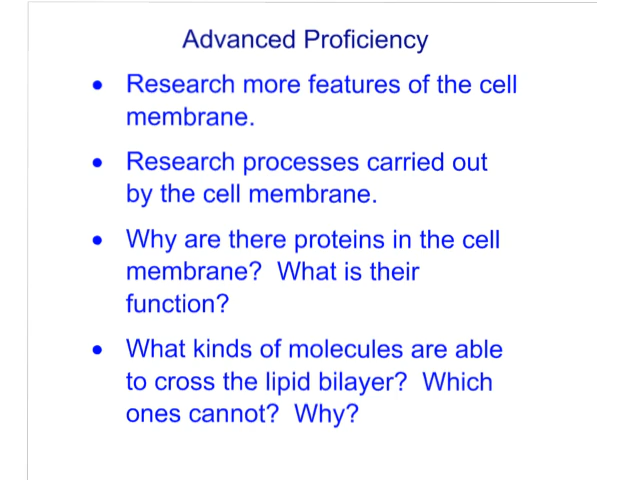 Advanced Proficiency
• Research more features of the cell
membrane.
• Research processes carried out
by the cell membrane.
• Why are there proteins in the cell
membrane? What is their
function?
• What kinds of molecules are able
to cross the lipid bilayer? Which
ones cannot? Why?